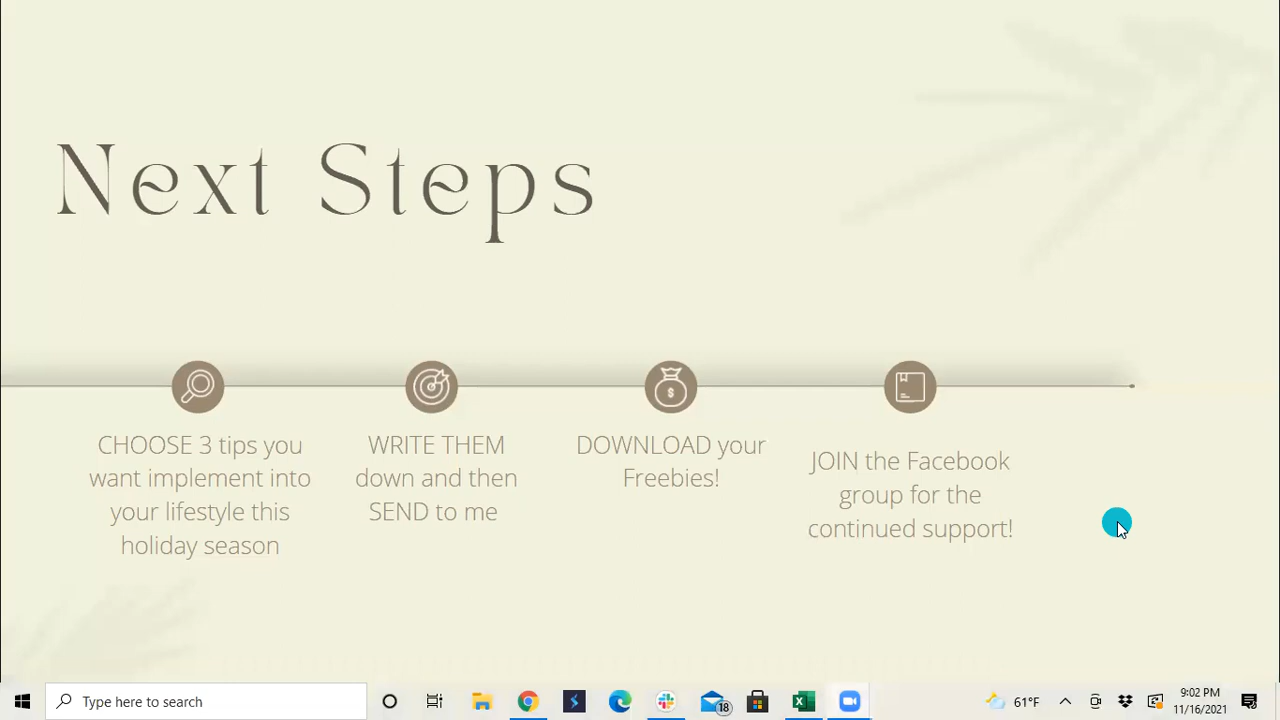 Next Steps
CHOOSE 3 tips you
want implement into
your lifestyle this
holiday season
WRITE THEM
down and then
SEND to me
$
DOWNLOAD your
Freebies!
JOIN the Facebook
group for the
continued support!
Type here to search
18
61°F
9:02 PM
11/16/2021